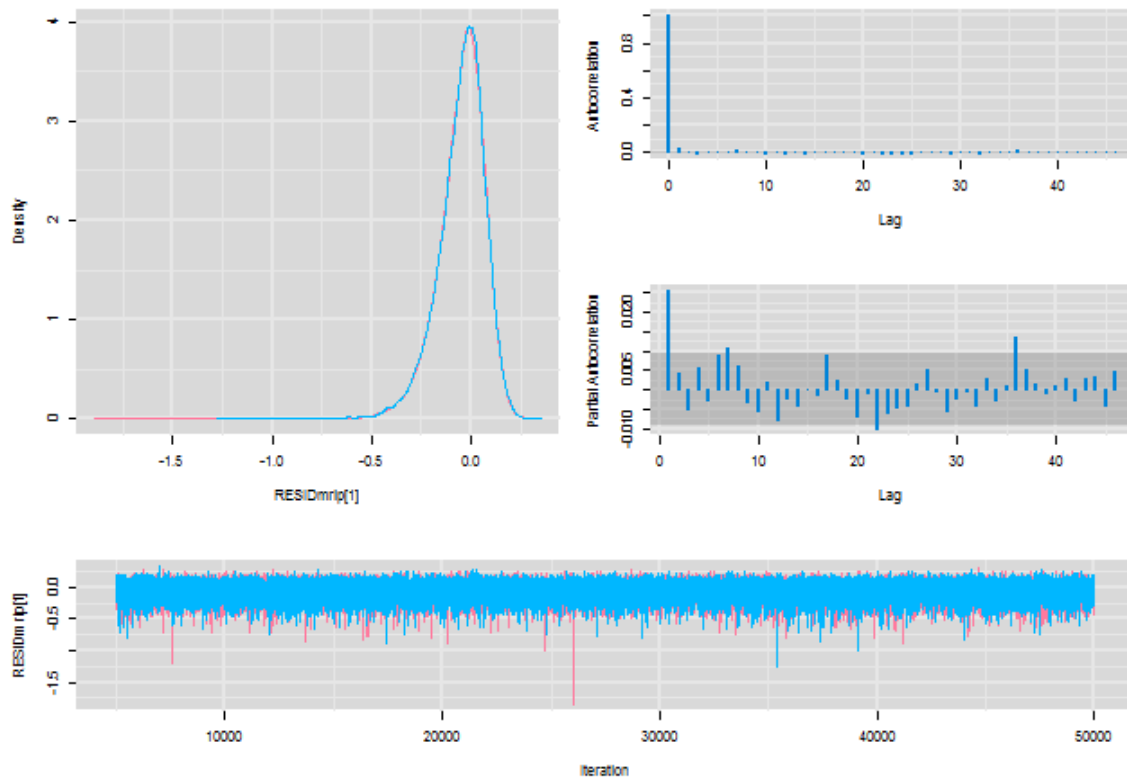 Density
0 1 2 3 4
-1.5 -1.0 -0.5 0.0
RESIDmrip[1]
Autocorrelation
0.0 0.4 0.8
0 10 20 30 40
Lag
Partial Autocorrelation
-0.010 0.005 0.020
0 10 20 30 40
Lag
RESIDmrip[1]
-1.5 -0.5 0.0
10000 20000 30000 40000 50000
Iteration